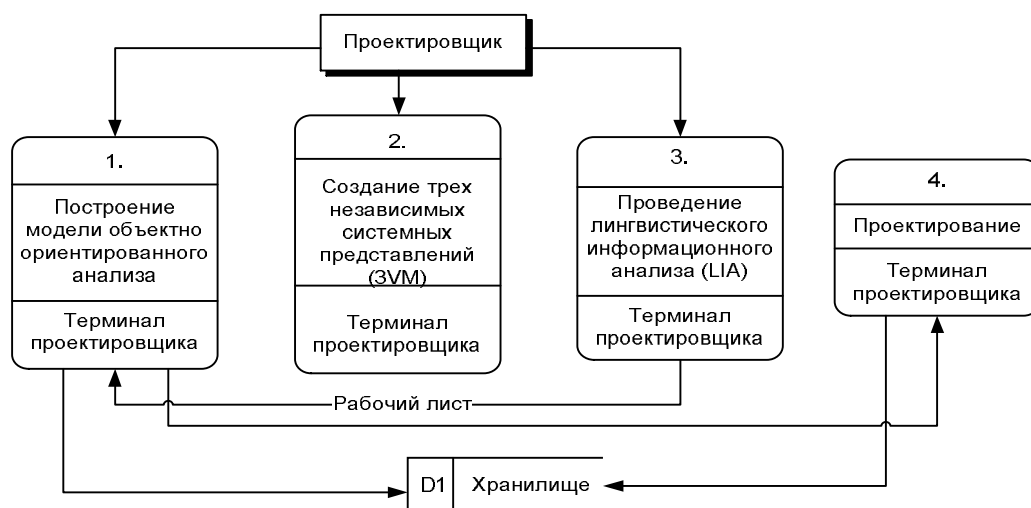 Проектировщик
1.
Построение
модели объектно
ориентированного
анализа
Терминал
проектировщика
2.
Создание трех
независимых
системных
представлений
(3VM)
Терминал
проектировщика
3.
Проведение
лингвистического
информационного
анализа (LIA)
Терминал
проектировщика
4.
Проектирование
Терминал
проектировщика
Рабочий лист
D1
Хранилище